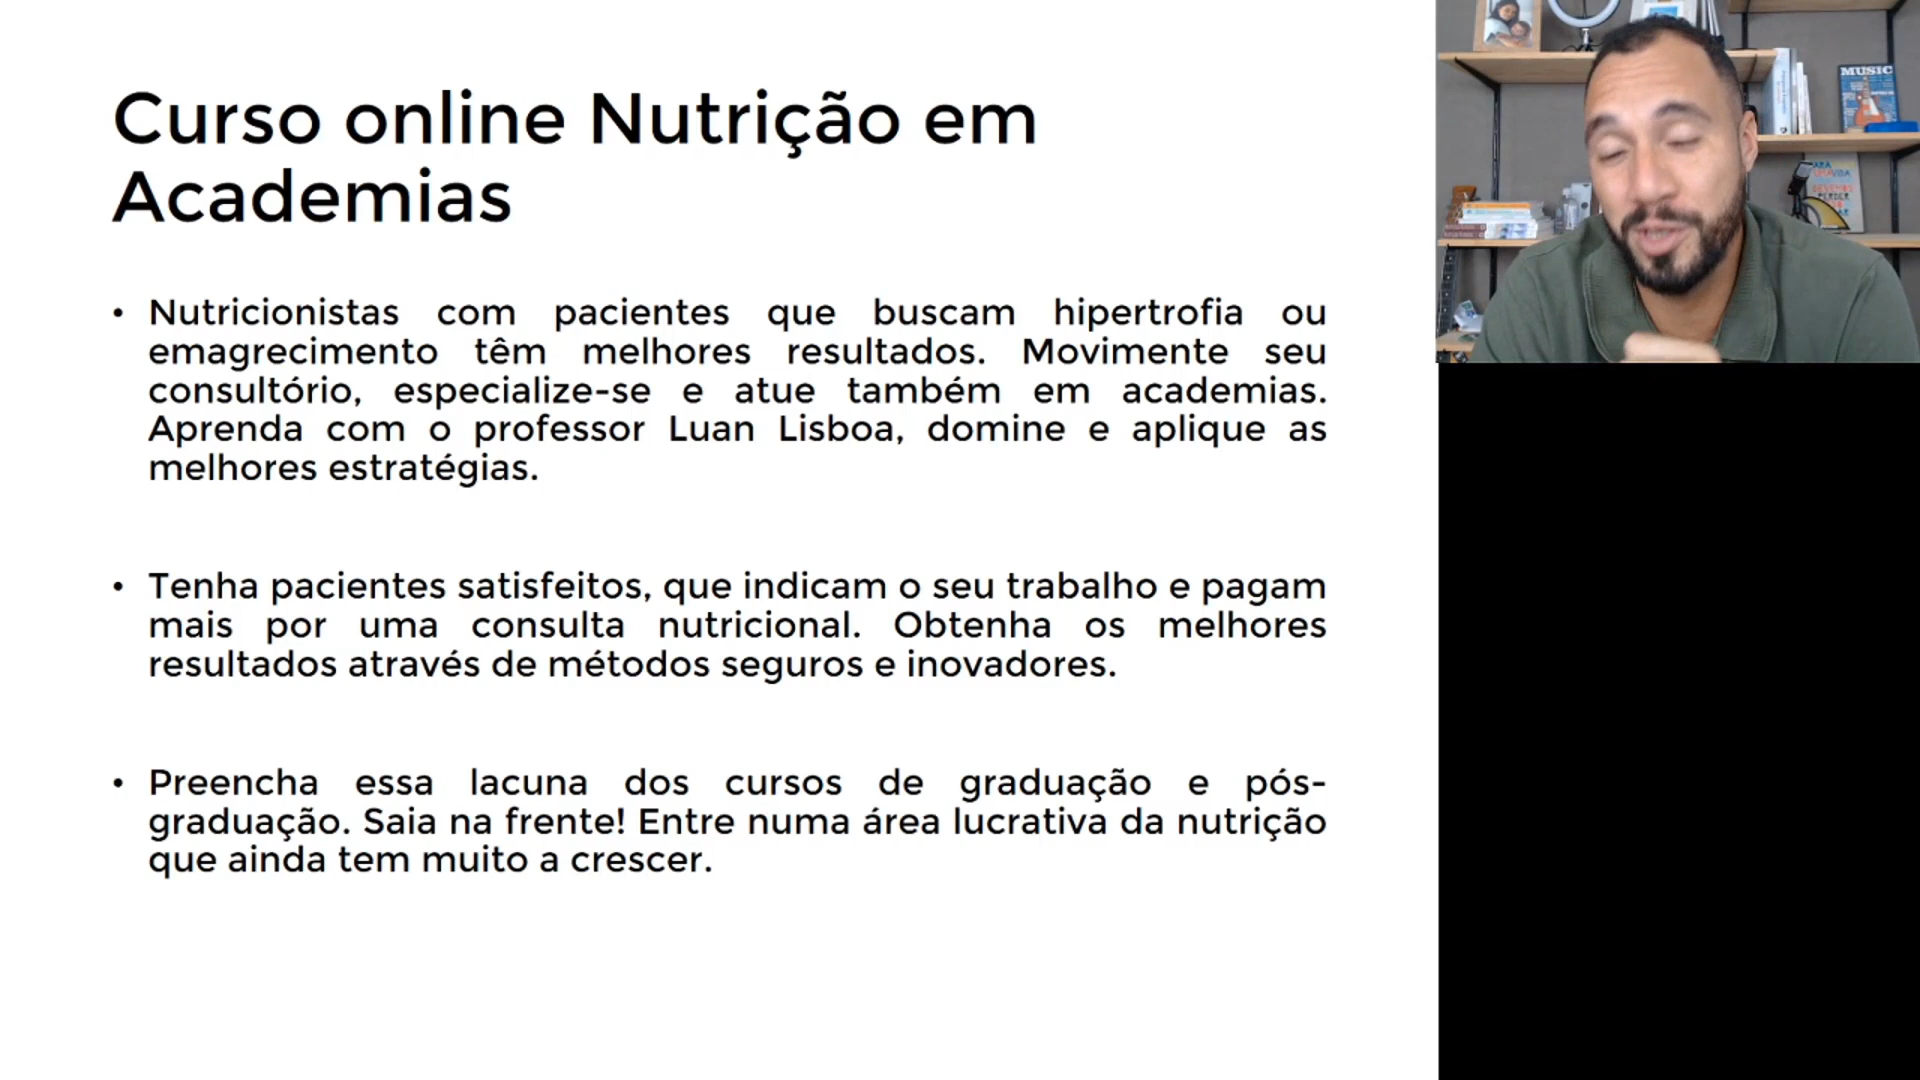 Curso online Nutrição em
Academias
• Nutricionistas com pacientes que buscam hipertrofia ou
emagrecimento têm melhores resultados. Movimente seu
consultório, especialize-se e atue também em academias.
Aprenda com o professor Luan Lisboa, domine e aplique as
melhores estratégias.
• Tenha pacientes satisfeitos, que indicam o seu trabalho e pagam
mais por uma consulta nutricional. Obtenha os melhores
resultados através de métodos seguros e inovadores.
• Preencha essa lacuna dos cursos de graduação e pós-
graduação. Saia na frente! Entre numa área lucrativa da nutrição
que ainda tem muito a crescer.
MUSIC